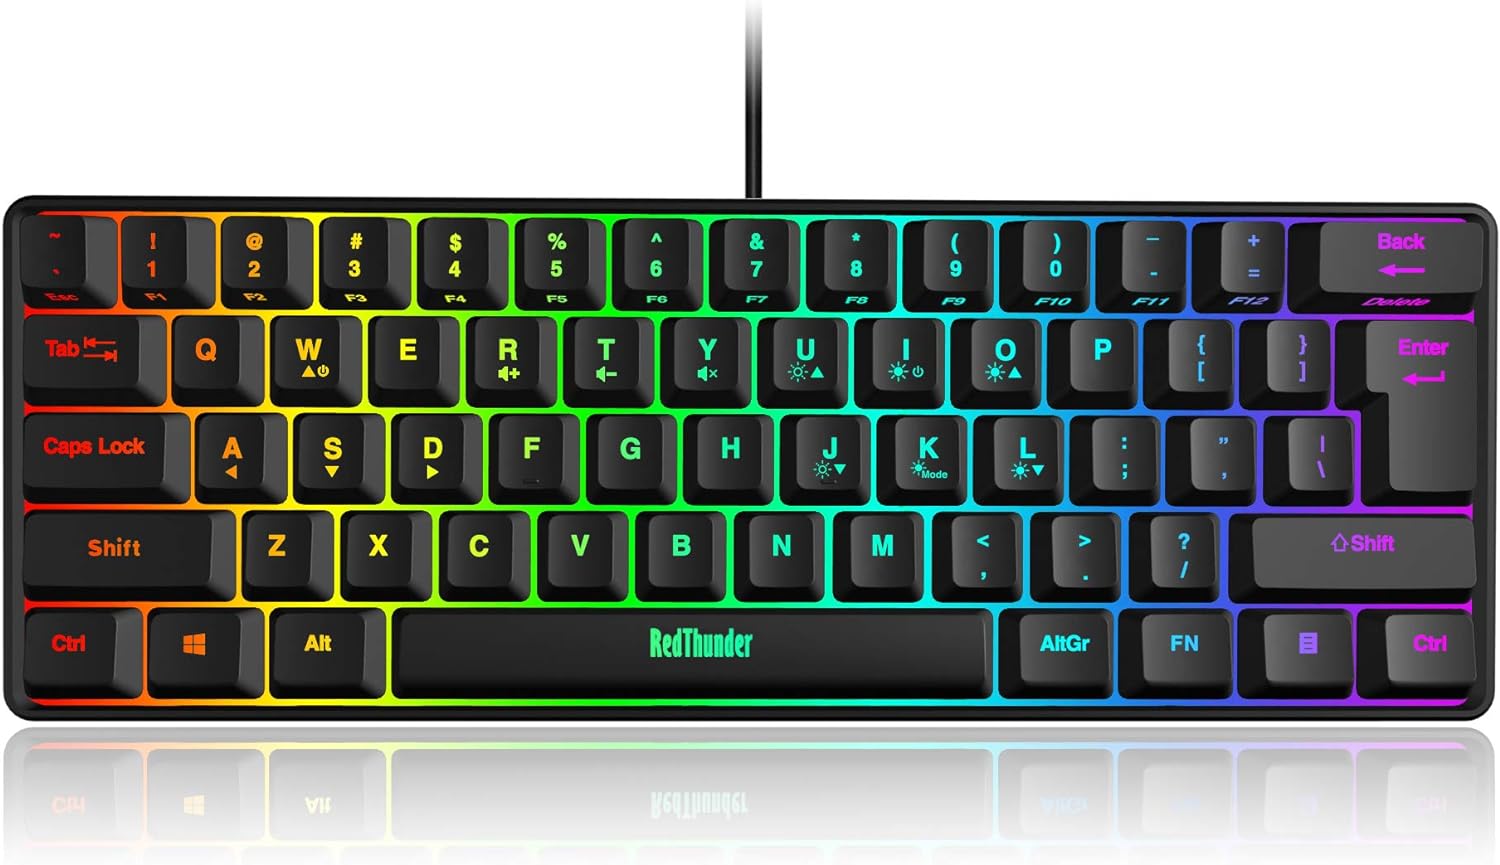 ~ ! @ # $ % ^ & * ( ) _ + Back
` 1 2 3 4 5 6 7 8 9 0 - =
Esc F1 F2 F3 F4 F5 F6 F7 F8 F9 F10 F11 F12 Delete
Tab Q W E R T Y U I O P { } Enter
[ ]
Caps Lock A S D F G H J K L : " |
Mode ; , \
Shift Z X C V B N M < > ? Shift
, . /
Ctrl Alt RedThunder AltGr FN Ctrl